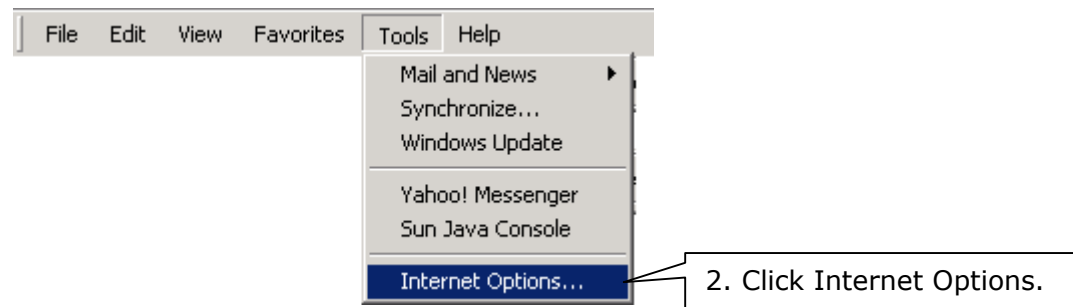 File Edit View Favorites Tools Help
Mail and News
Synchronize...
Windows Update
Yahoo! Messenger
Sun Java Console
Internet Options...
2. Click Internet Options.